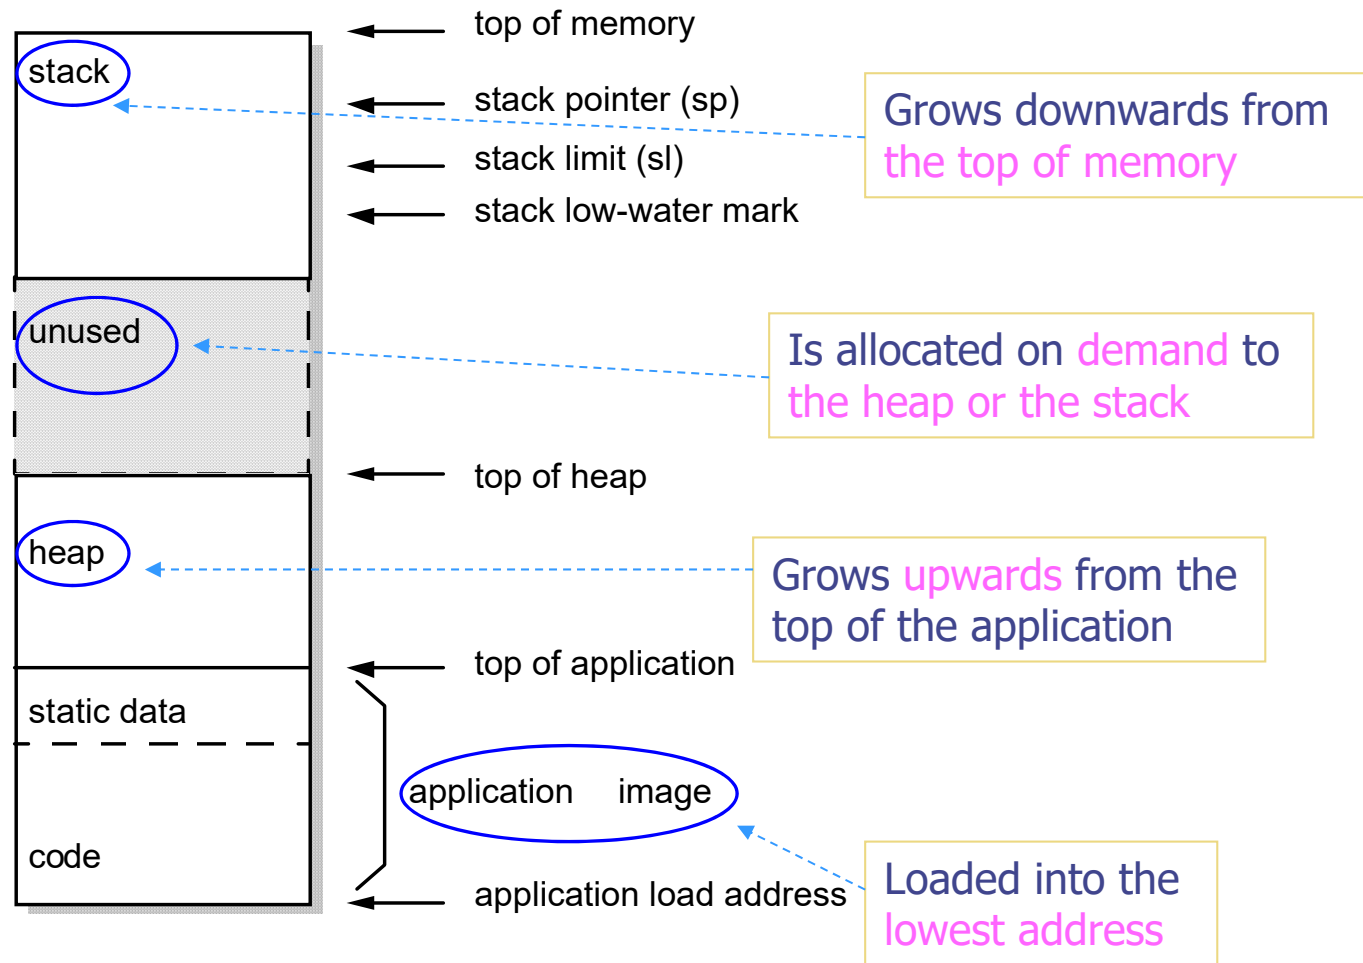 top of memory
stack
stack pointer (sp)
Grows downwards from
the top of memory
stack limit (sl)
stack low-water mark
unused
Is allocated on demand to
the heap or the stack
top of heap
heap
Grows upwards from the
top of the application
top of application
static data
application image
code
application load address
Loaded into the
lowest address